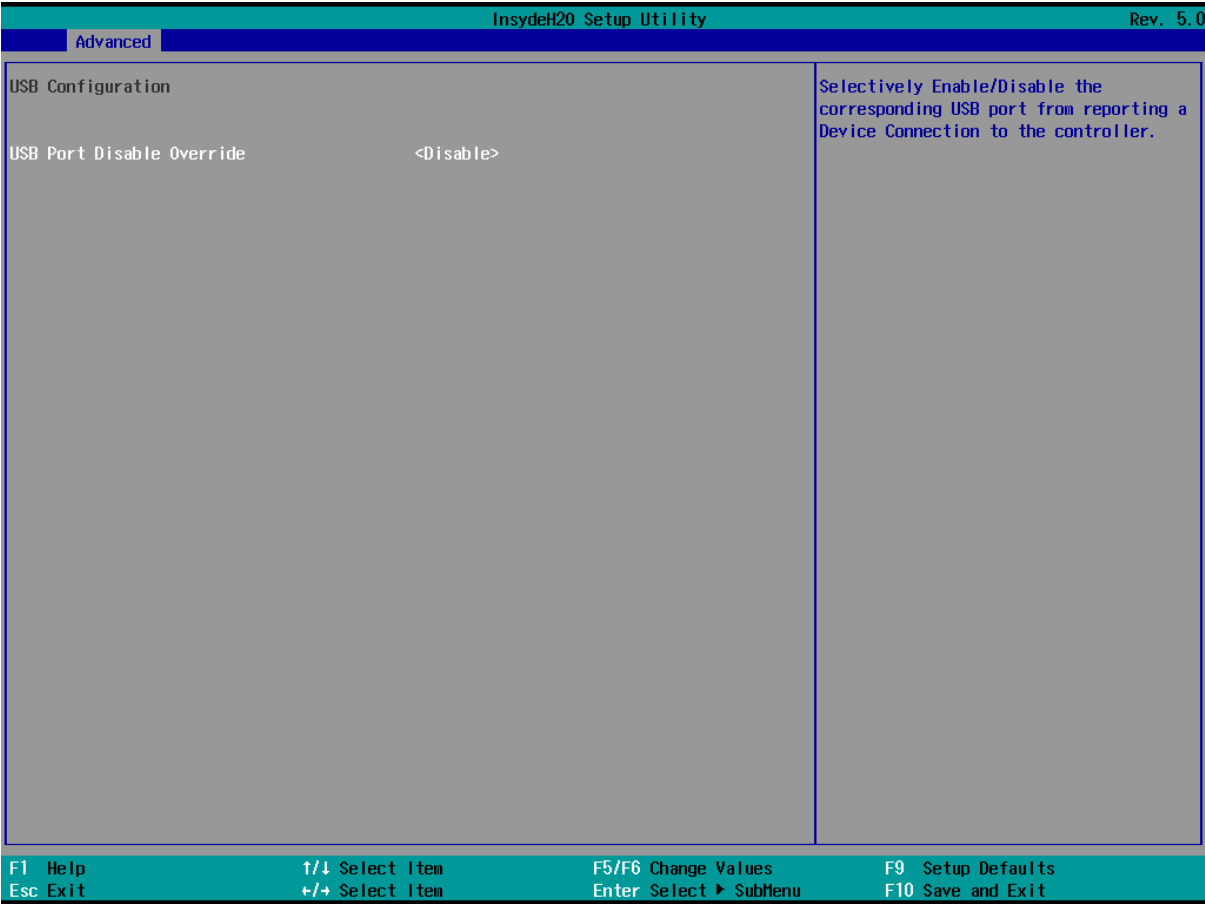 InsydeH20 Setup Utility Rev. 5.0
Advanced
USB Configuration
Selectively Enable/Disable the
corresponding USB port from reporting a
Device Connection to the controller.
USB Port Disable Override <Disable>
F1 Help ↑/↓ Select Item F5/F6 Change Values F9 Setup Defaults
Esc Exit ←/→ Select Item Enter Select ▶ SubMenu F10 Save and Exit